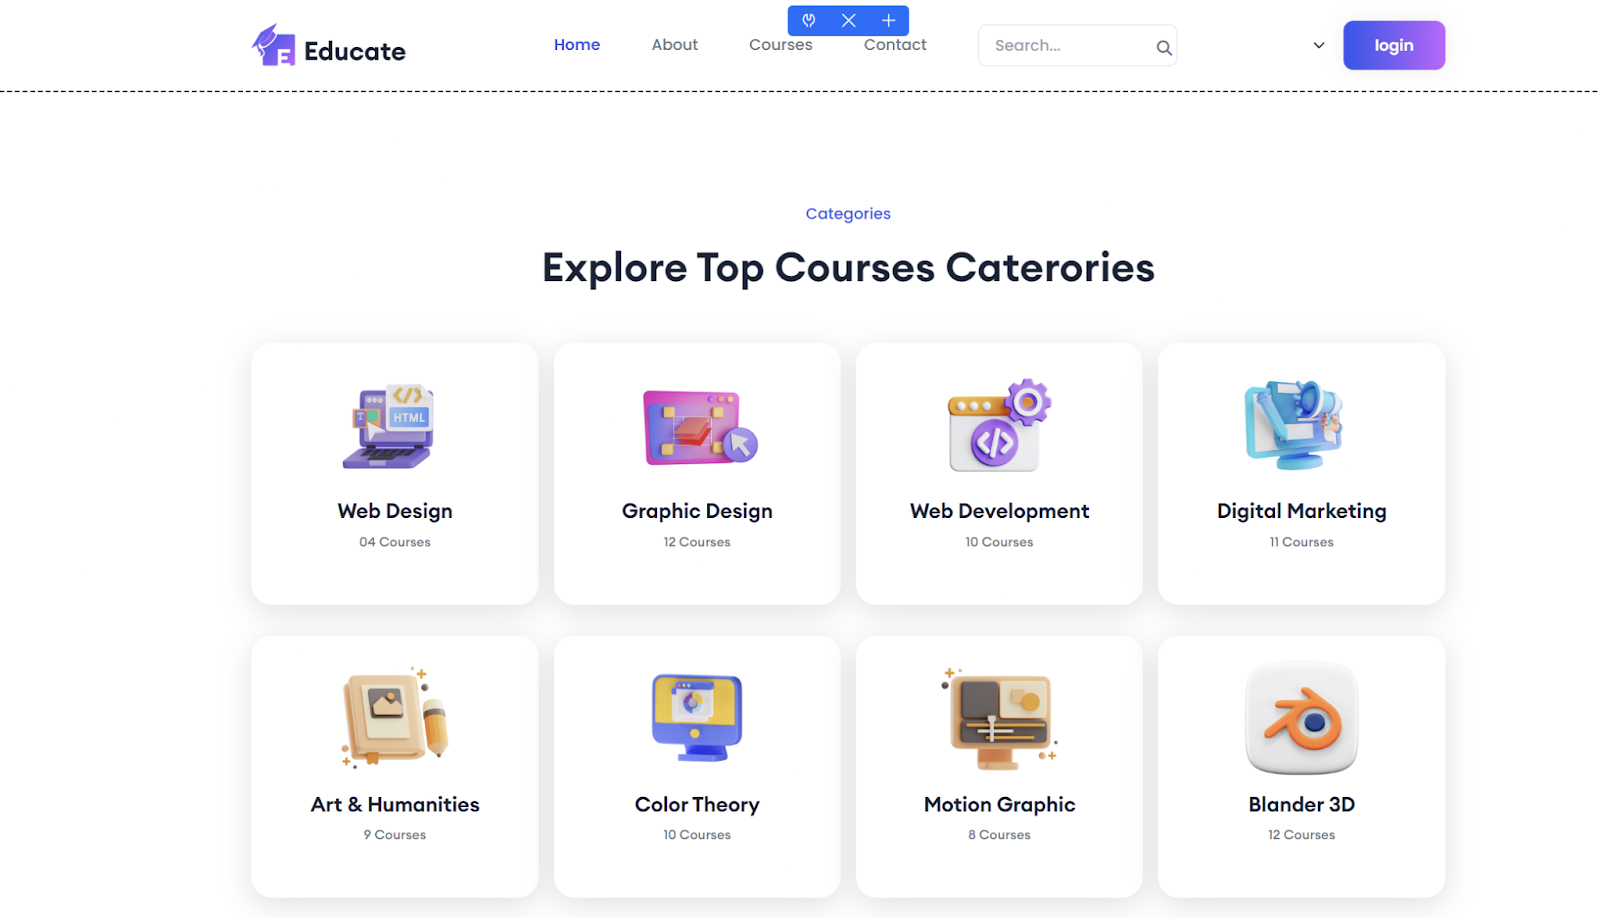 Educate
Home About Courses Contact Search... login
Categories
Explore Top Courses Caterories
</> HTML T
Web Design
04 Courses
Graphic Design
12 Courses
</>
Web Development
10 Courses
Digital Marketing
11 Courses
Art & Humanities
9 Courses
Color Theory
10 Courses
Motion Graphic
8 Courses
Blander 3D
12 Courses